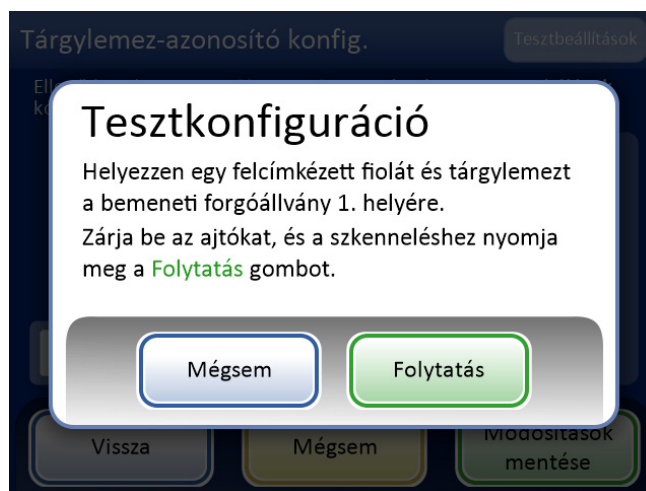 Tárgylemez-azonosító konfig.
Tesztbeállítások
Tesztkonfiguráció
Helyezzen egy felcímkézett fiolát és tárgylemezt
a bemeneti forgóállvány 1. helyére.
Zárja be az ajtókat, és a szkenneléshez nyomja
meg a Folytatás gombot.
Mégsem
Folytatás
Vissza
Mégsem
Módosítások
mentése